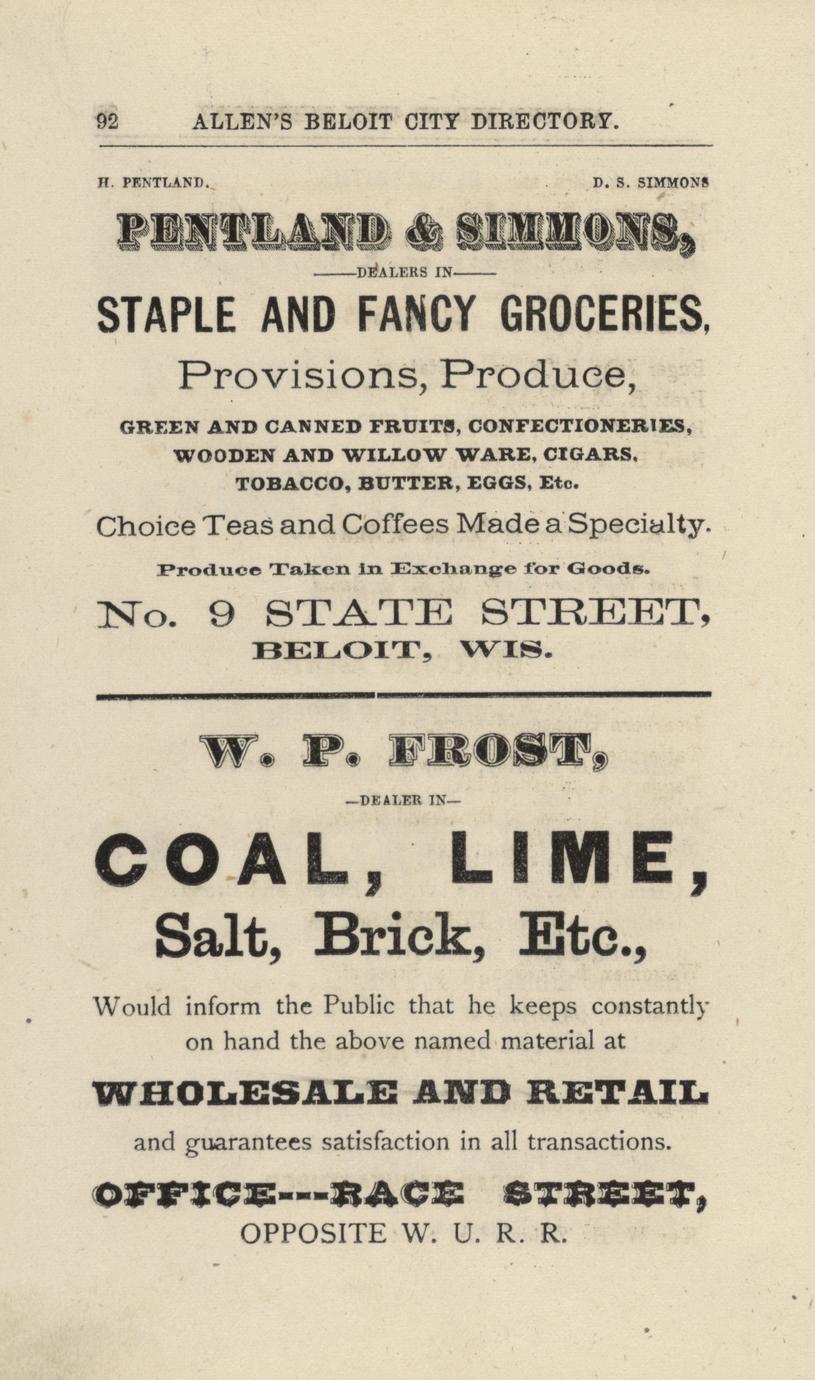 92 ALLEN'S BELOIT CITY DIRECTORY.
H. PENTLAND. D. S. SIMMONS
PENTLAND & SIMMONS,
——DEALERS IN——
STAPLE AND FANCY GROCERIES,
Provisions, Produce,
GREEN AND CANNED FRUITS, CONFECTIONERIES,
WOODEN AND WILLOW WARE, CIGARS,
TOBACCO, BUTTER, EGGS, Etc.
Choice Teas and Coffees Made a Specialty.
Produce Taken in Exchange for Goods.
No. 9 STATE STREET,
BELOIT, WIS.
W. P. FROST,
—DEALER IN—
COAL, LIME,
Salt, Brick, Etc.,
Would inform the Public that he keeps constantly
on hand the above named material at
WHOLESALE AND RETAIL
and guarantees satisfaction in all transactions.
OFFICE---RACE STREET,
OPPOSITE W. U. R. R.